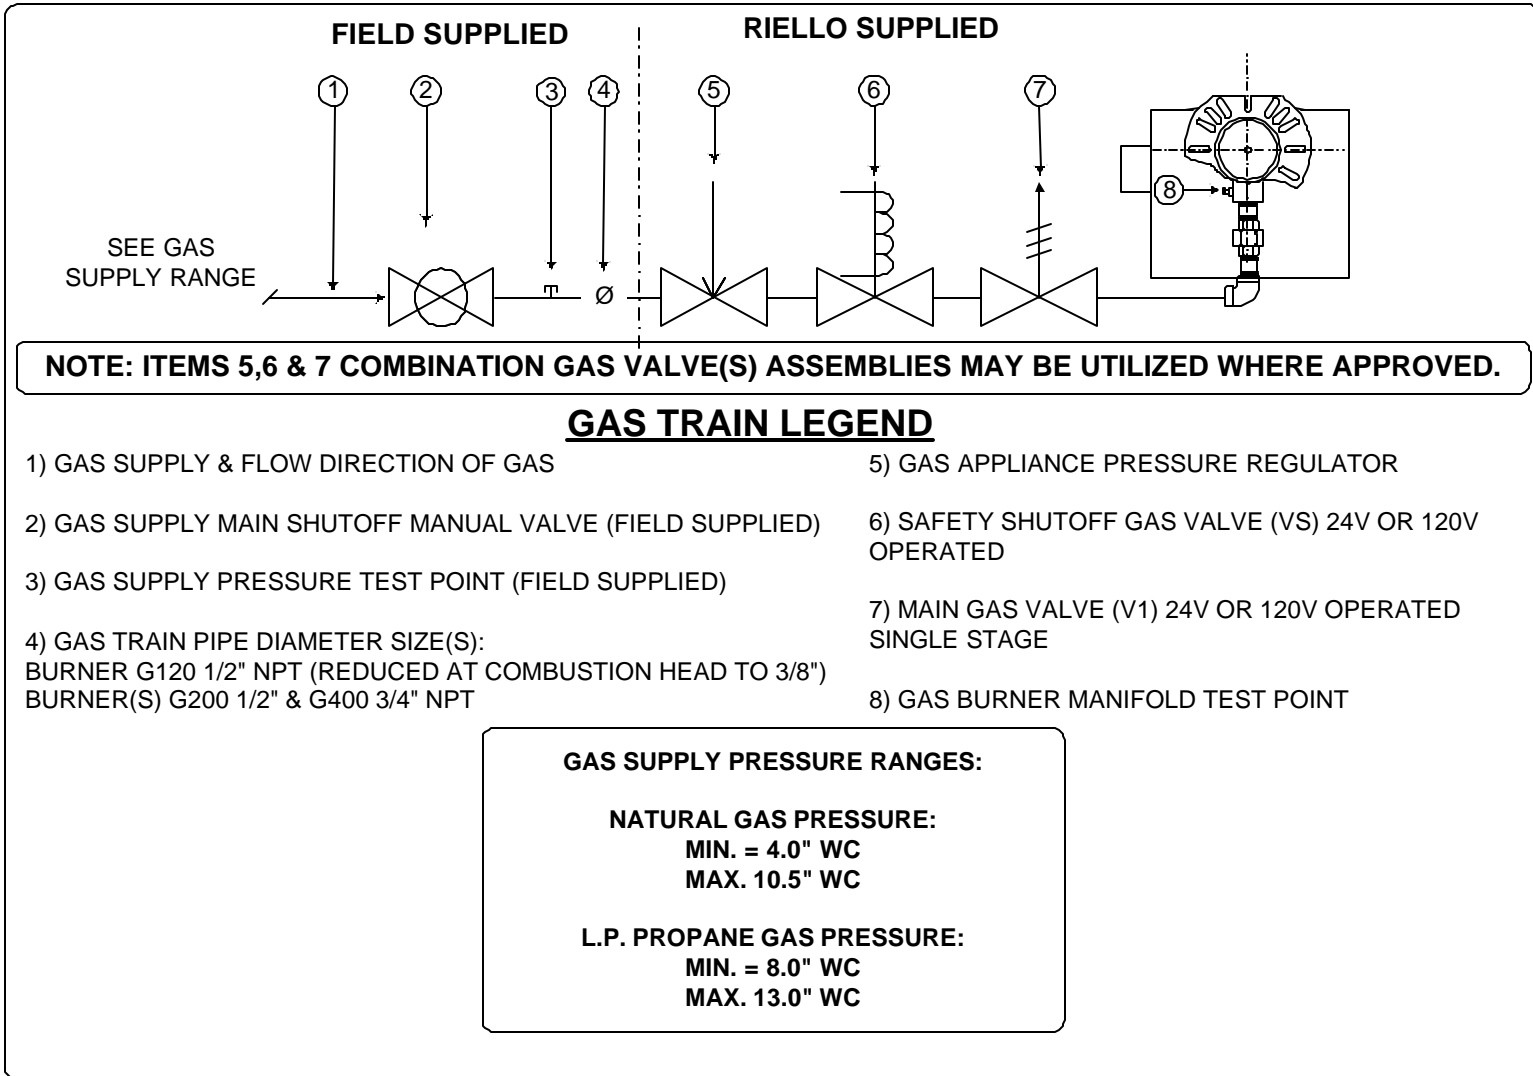 FIELD SUPPLIED
RIELLO SUPPLIED
1
2
3
4
5
6
7
8
SEE GAS
SUPPLY RANGE
Ø
NOTE: ITEMS 5,6 & 7 COMBINATION GAS VALVE(S) ASSEMBLIES MAY BE UTILIZED WHERE APPROVED.
GAS TRAIN LEGEND
1) GAS SUPPLY & FLOW DIRECTION OF GAS
2) GAS SUPPLY MAIN SHUTOFF MANUAL VALVE (FIELD SUPPLIED)
3) GAS SUPPLY PRESSURE TEST POINT (FIELD SUPPLIED)
4) GAS TRAIN PIPE DIAMETER SIZE(S):
BURNER G120 1/2" NPT (REDUCED AT COMBUSTION HEAD TO 3/8")
BURNER(S) G200 1/2" & G400 3/4" NPT
5) GAS APPLIANCE PRESSURE REGULATOR
6) SAFETY SHUTOFF GAS VALVE (VS) 24V OR 120V
OPERATED
7) MAIN GAS VALVE (V1) 24V OR 120V OPERATED
SINGLE STAGE
8) GAS BURNER MANIFOLD TEST POINT
GAS SUPPLY PRESSURE RANGES:
NATURAL GAS PRESSURE:
MIN. = 4.0" WC
MAX. 10.5" WC
L.P. PROPANE GAS PRESSURE:
MIN. = 8.0" WC
MAX. 13.0" WC